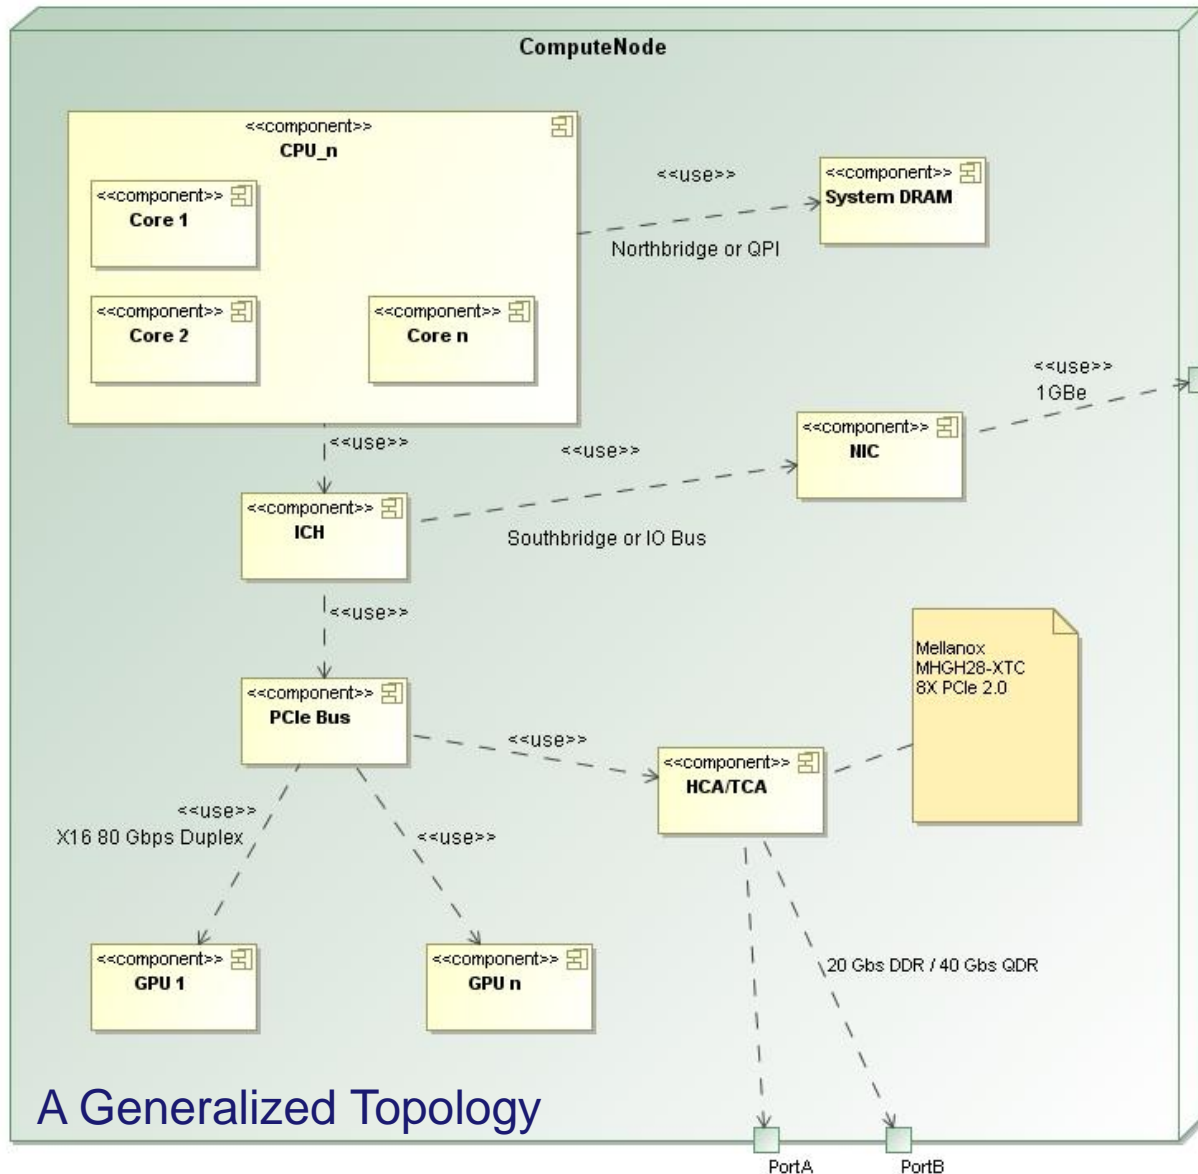 ComputeNode
<<component>>
CPU_n
<<component>>
Core 1
<<component>>
Core 2
<<component>>
Core n
<<use>>
Northbridge or QPI
<<component>>
System DRAM
<<use>>
1GBe
<<component>>
NIC
<<use>>
<<use>>
Southbridge or IO Bus
<<component>>
ICH
<<use>>
<<component>>
PCIe Bus
<<use>>
<<component>>
HCA/TCA
Mellanox
MHGH28-XTC
8X PCIe 2.0
<<use>>
X16 80 Gbps Duplex
<<use>>
<<component>>
GPU 1
<<component>>
GPU n
20 Gbs DDR / 40 Gbs QDR
A Generalized Topology
PortA
PortB